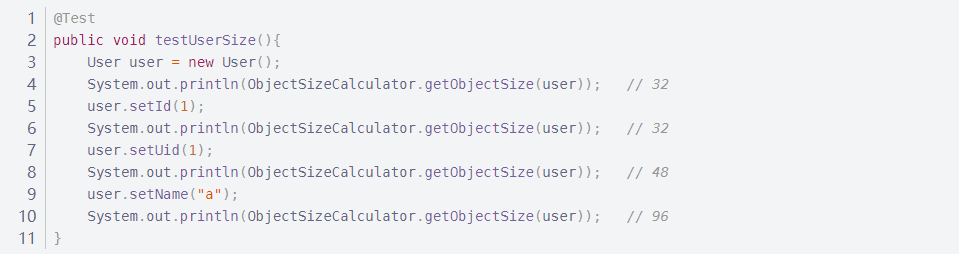 1 @Test
2 public void testUserSize(){
3 User user = new User();
4 System.out.println(ObjectSizeCalculator.getObjectSize(user)); // 32
5 user.setId(1);
6 System.out.println(ObjectSizeCalculator.getObjectSize(user)); // 32
7 user.setUid(1);
8 System.out.println(ObjectSizeCalculator.getObjectSize(user)); // 48
9 user.setName("a");
10 System.out.println(ObjectSizeCalculator.getObjectSize(user)); // 96
11 }